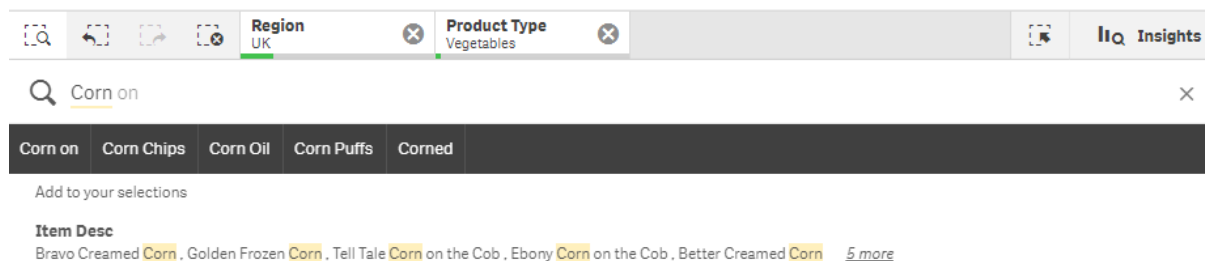 Region
UK
Product Type
Vegetables
Insights
Corn on
Corn on Corn Chips Corn Oil Corn Puffs Corned
Add to your selections
Item Desc
Bravo Creamed Corn , Golden Frozen Corn , Tell Tale Corn on the Cob , Ebony Corn on the Cob , Better Creamed Corn 5 more